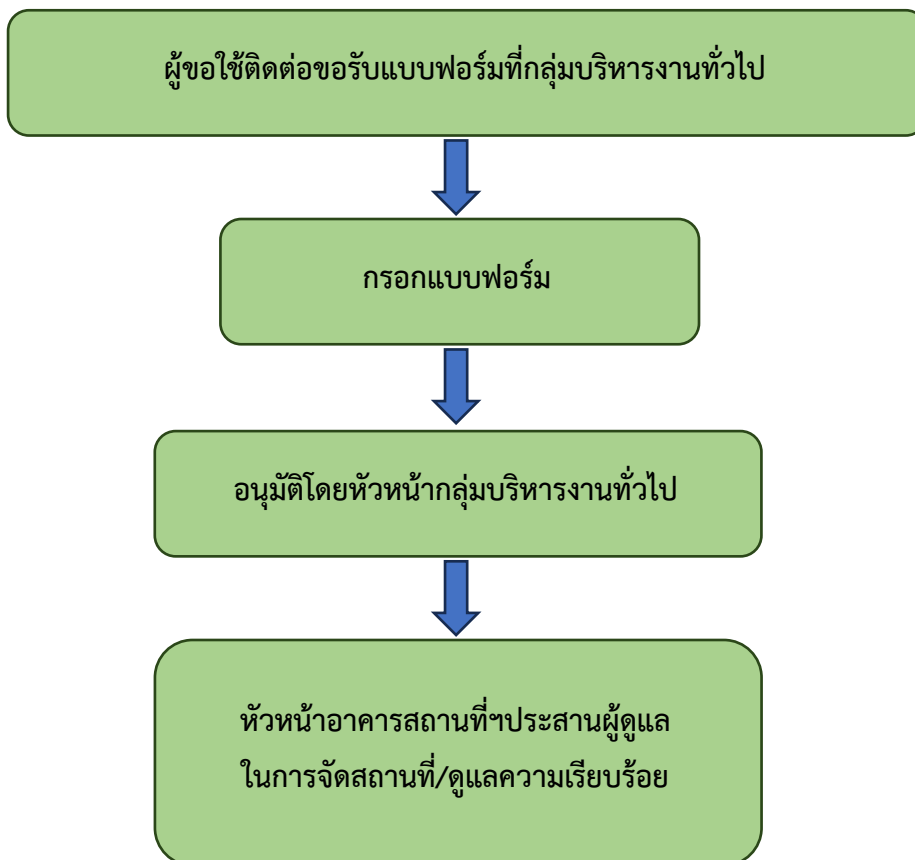 ผู้ขอใช้ติดต่อขอรับแบบฟอร์มที่กลุ่มบริหารงานทั่วไป
กรอกแบบฟอร์ม
อนุมัติโดยหัวหน้ากลุ่มบริหารงานทั่วไป
หัวหน้าอาคารสถานที่ฯประสานผู้ดูแล
ในการจัดสถานที่/ดูแลความเรียบร้อย